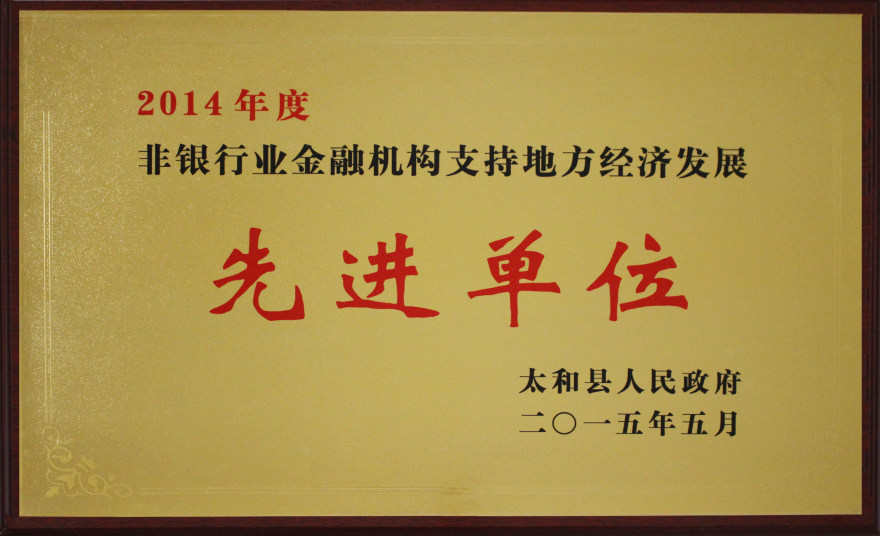 2014年度
非银行业金融机构支持地方经济发展
先进单位
太和县人民政府
二〇一五年五月